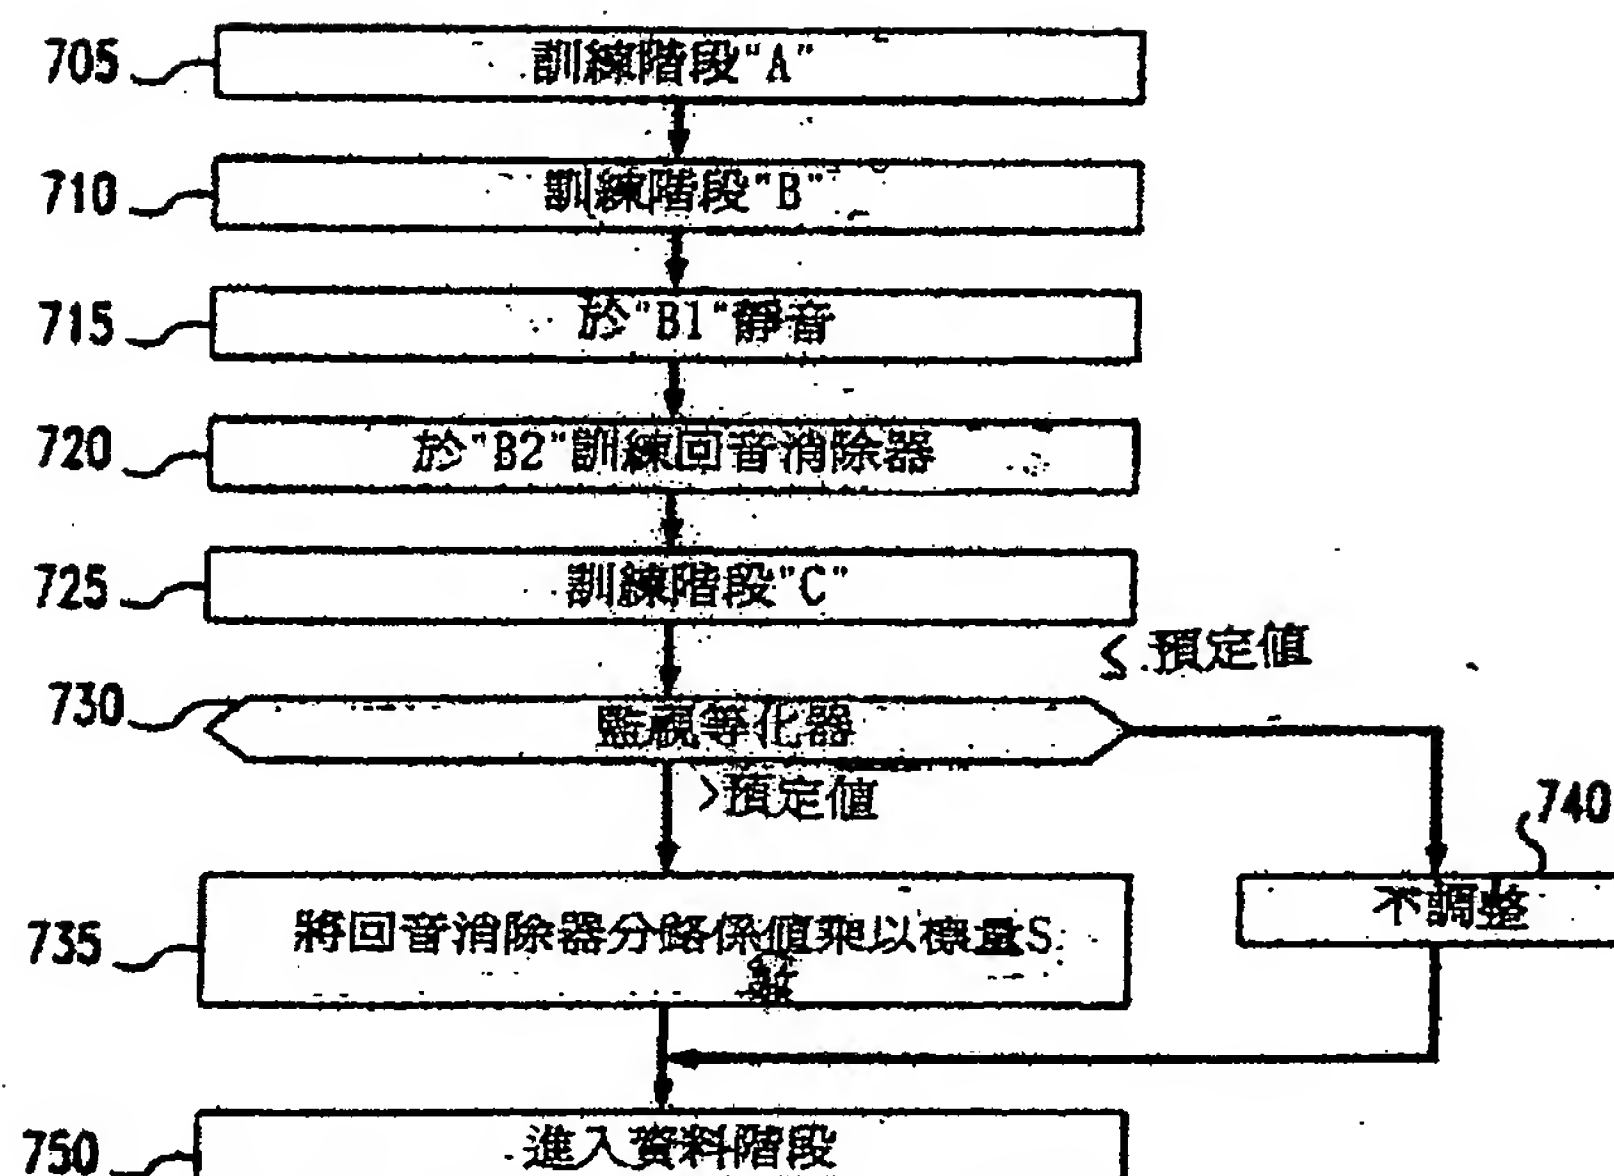 705 訓練階段"A"
710 訓練階段"B"
715 於"B1"靜音
720 於"B2"訓練回音消除器
725 訓練階段"C"
≤預定值
730 監視等化器
>預定值
740
不調整
735 將回音消除器分路係值乘以標量S
750 進入資料階段